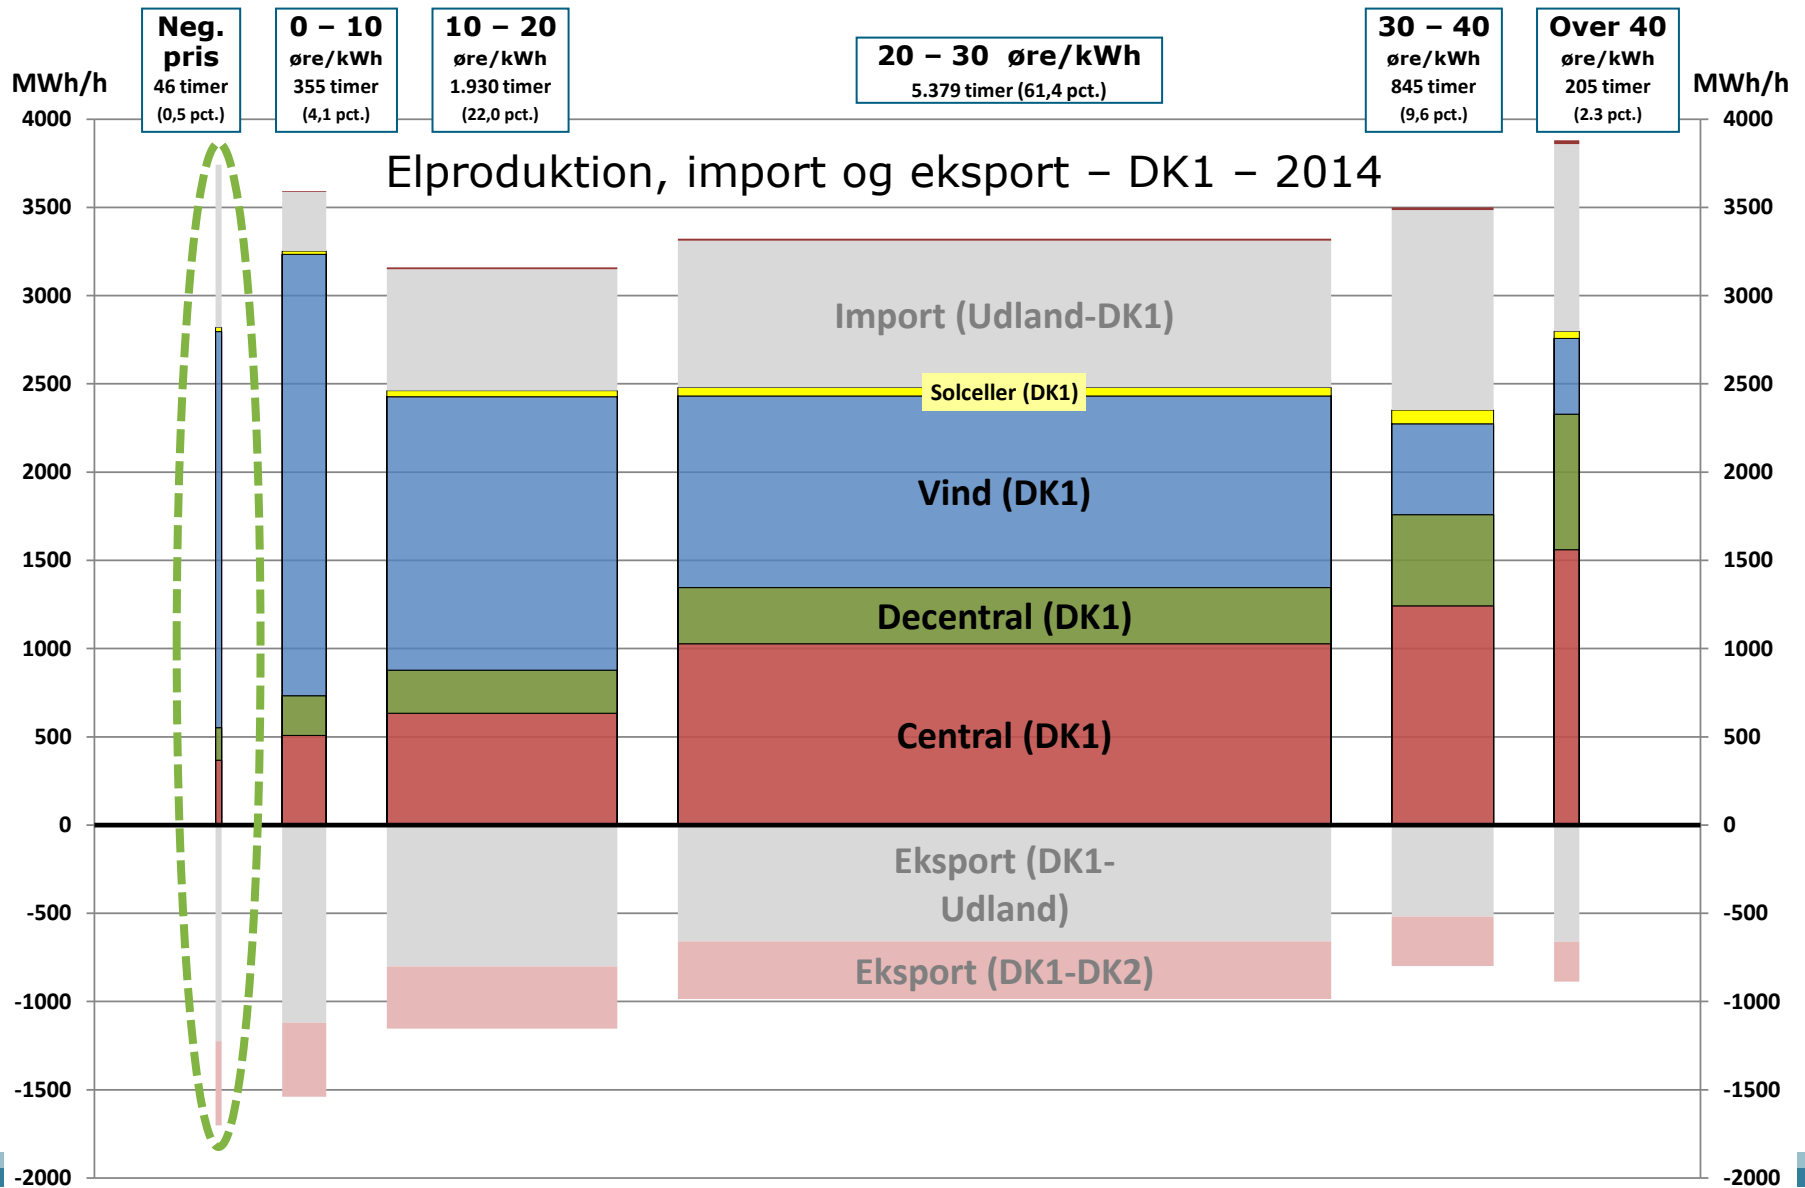 Neg.
pris
46 timer
(0,5 pct.)
0 – 10
øre/kWh
355 timer
(4,1 pct.)
10 – 20
øre/kWh
1.930 timer
(22,0 pct.)
20 – 30 øre/kWh
5.379 timer (61,4 pct.)
30 – 40
øre/kWh
845 timer
(9,6 pct.)
Over 40
øre/kWh
205 timer
(2.3 pct.)
MWh/h
MWh/h
Elproduktion, import og eksport – DK1 – 2014
4000
3500
3000
2500
2000
1500
1000
500
0
-500
-1000
-1500
-2000
Import (Udland-DK1)
Solceller (DK1)
Vind (DK1)
Decentral (DK1)
Central (DK1)
Eksport (DK1-
Udland)
Eksport (DK1-DK2)
4000
3500
3000
2500
2000
1500
1000
500
0
-500
-1000
-1500
-2000